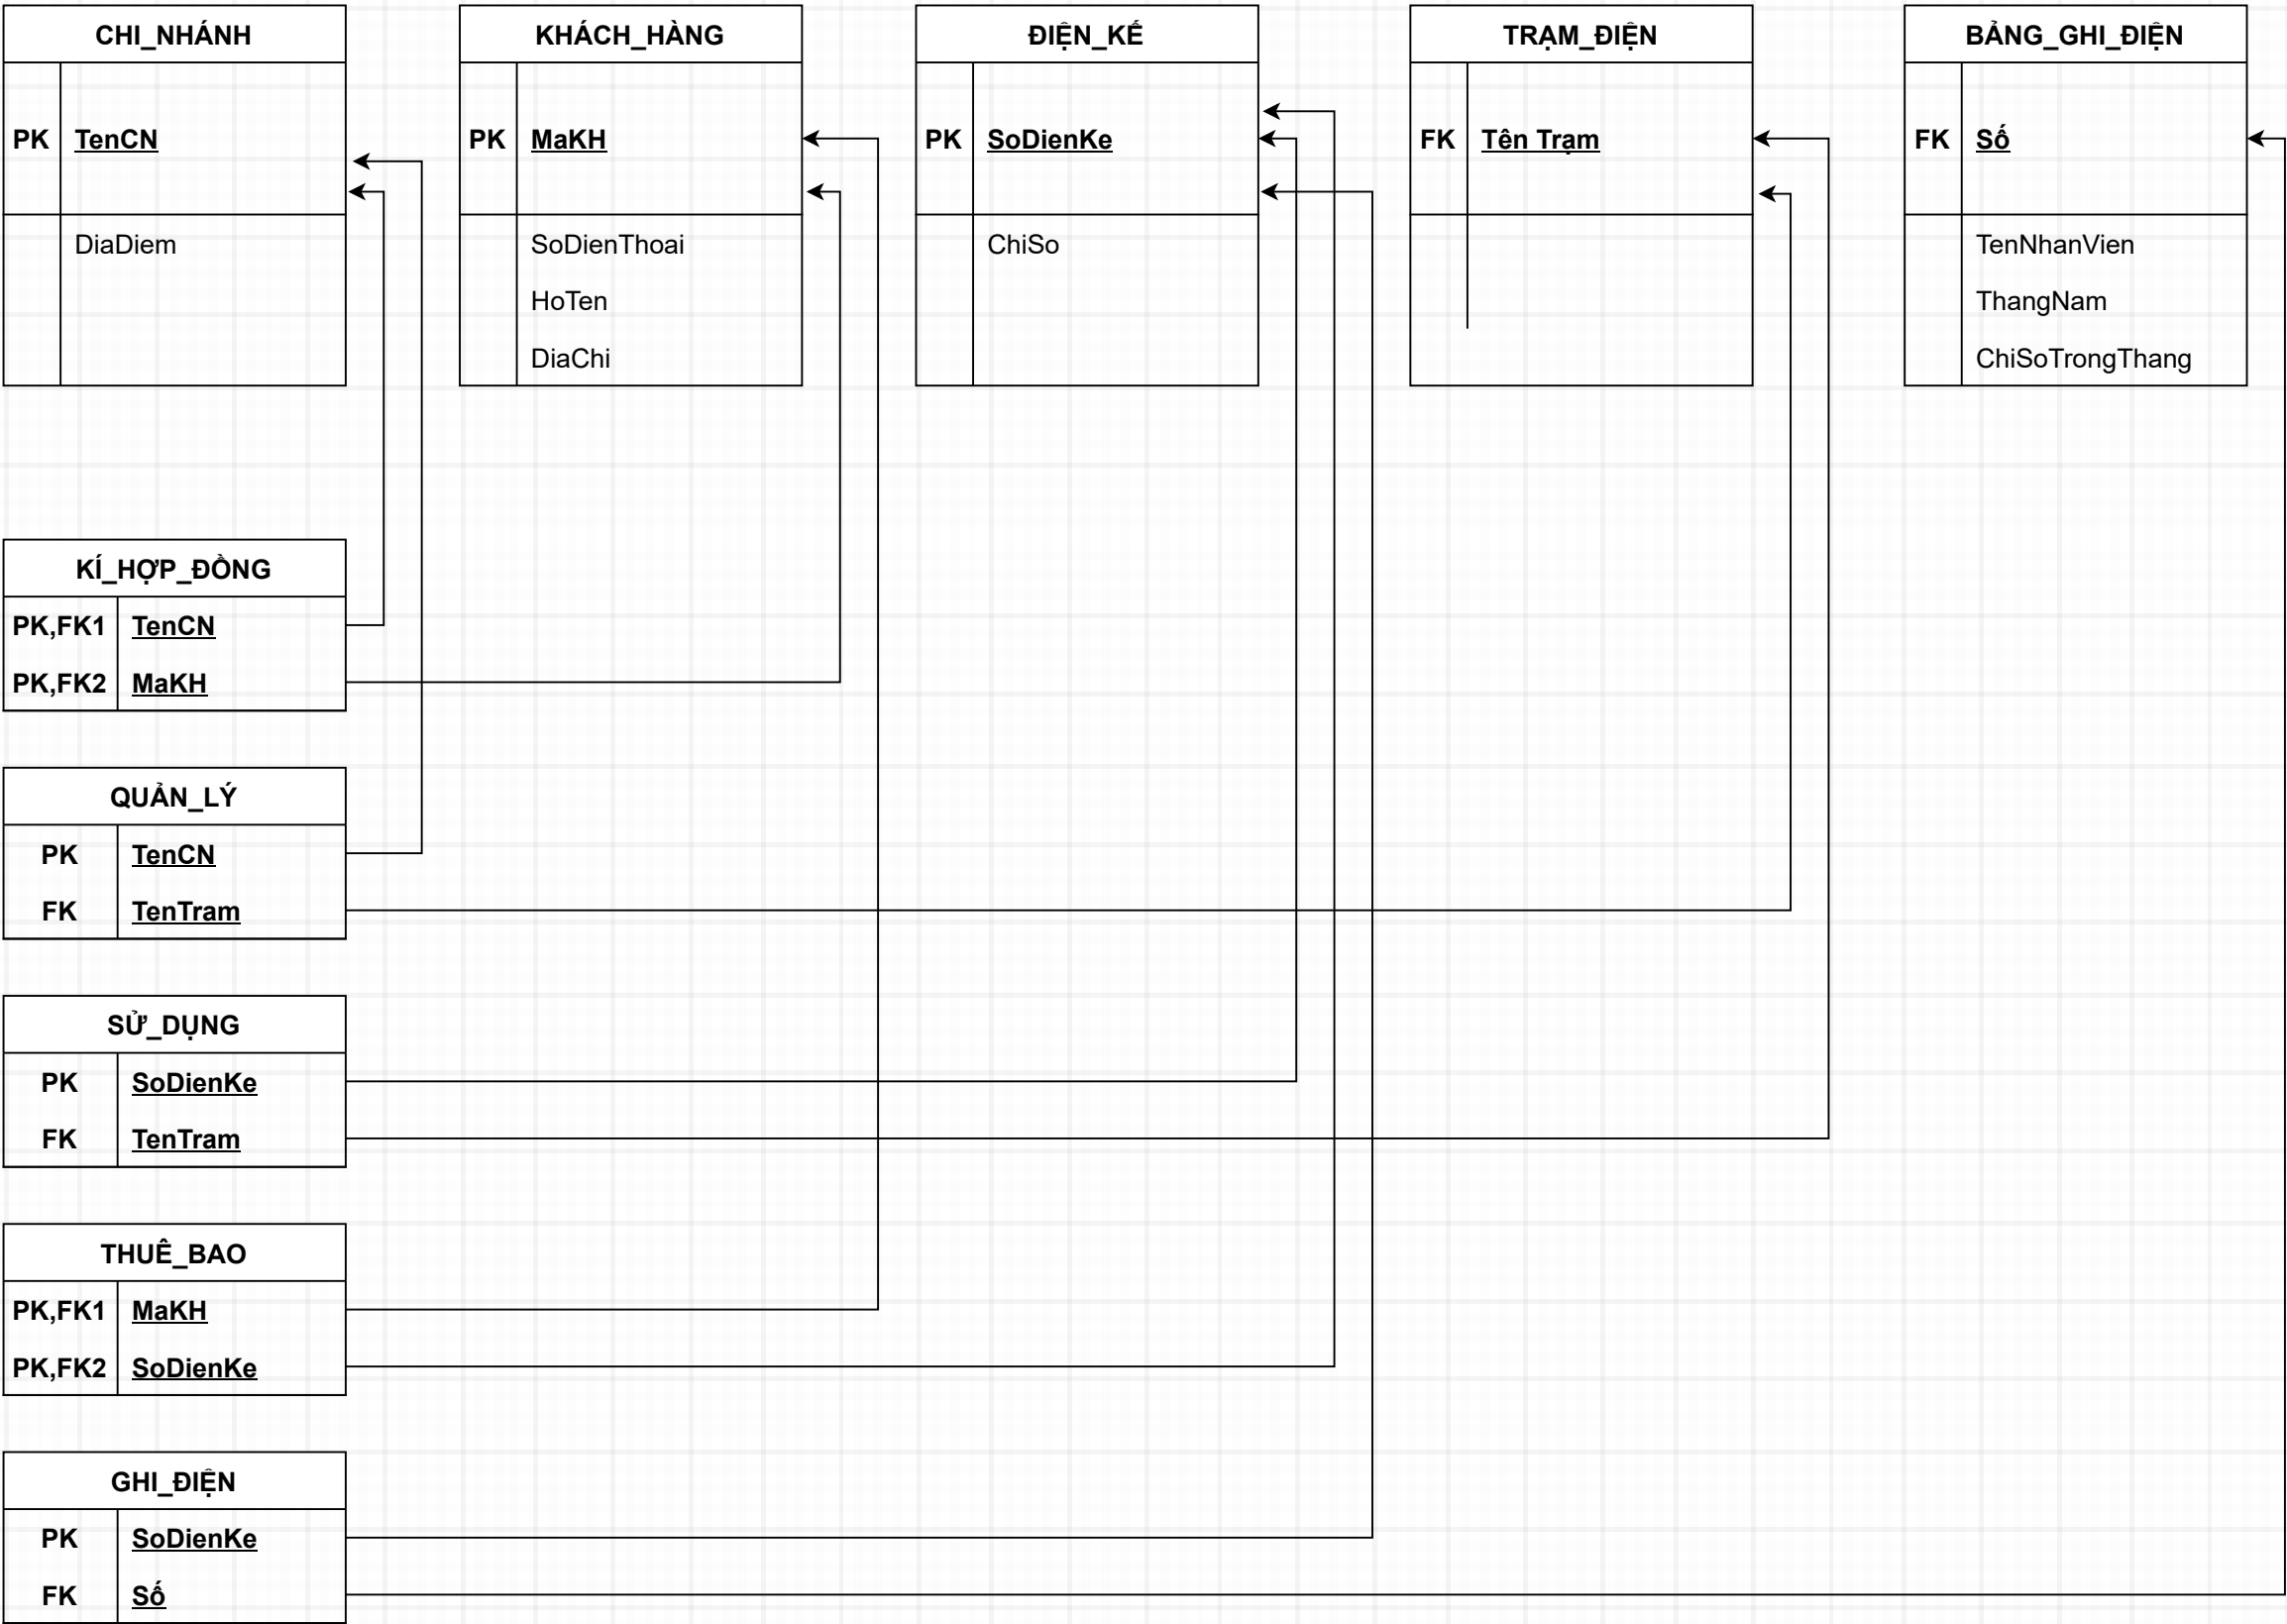 CHI_NHÁNH
PK TenCN
DiaDiem
KHÁCH_HÀNG
PK MaKH
SoDienThoai
HoTen
DiaChi
ĐIỆN_KẾ
PK SoDienKe
ChiSo
TRẠM_ĐIỆN
FK Tên Trạm
BẢNG_GHI_ĐIỆN
FK Số
TenNhanVien
ThangNam
ChiSoTrongThang
KÍ_HỢP_ĐỒNG
PK,FK1 TenCN
PK,FK2 MaKH
QUẢN_LÝ
PK TenCN
FK TenTram
SỬ_DỤNG
PK SoDienKe
FK TenTram
THUÊ_BAO
PK,FK1 MaKH
PK,FK2 SoDienKe
GHI_ĐIỆN
PK SoDienKe
FK Số